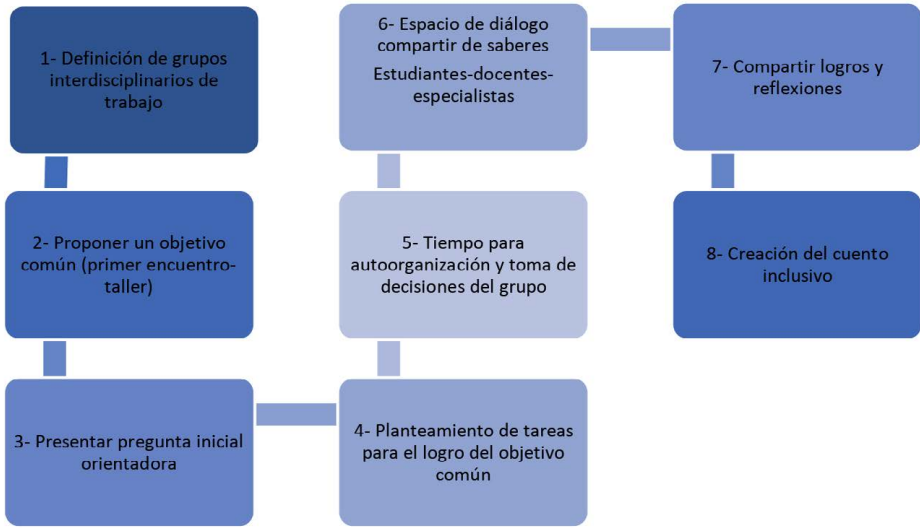 1- Definición de grupos
interdisciplinarios de
trabajo
2- Proponer un objetivo
común (primer encuentro-
taller)
3- Presentar pregunta inicial
orientadora
4- Planteamiento de tareas
para el logro del objetivo
común
5- Tiempo para
autoorganización y toma de
decisiones del grupo
6- Espacio de diálogo
compartir de saberes
Estudiantes-docentes-
especialistas
7- Compartir logros y
reflexiones
8- Creación del cuento
inclusivo